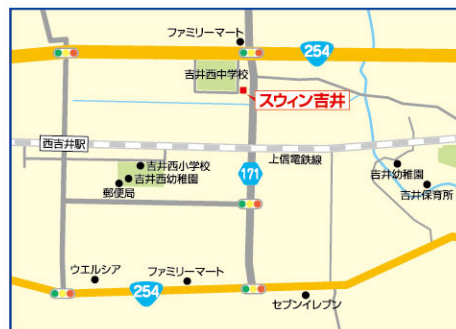 ファミリーマート
254
吉井西中学校
スウィン吉井
西吉井駅
上信電鉄線
吉井西小学校
171
吉井西幼稚園
郵便局
吉井幼稚園
吉井保育所
ウエルシア
ファミリーマート
254
セブンイレブン